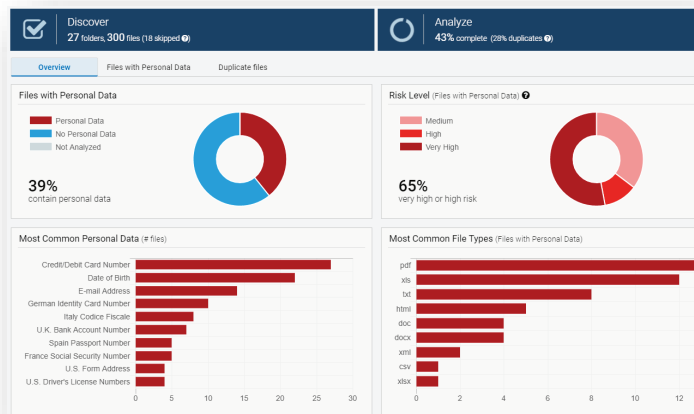 Discover
27 folders, 300 files (18 skipped ?)
Analyze
43% complete (28% duplicates ?)
Overview
Files with Personal Data
Duplicate files
Files with Personal Data
Personal Data
No Personal Data
Not Analyzed
39%
contain personal data
Risk Level (Files with Personal Data) ?
Medium
High
Very High
65%
very high or high risk
Most Common Personal Data (# files)
Credit/Debit Card Number
Date of Birth
E-mail Address
German Identity Card Number
Italy Codice Fiscale
U.K. Bank Account Number
Spain Passport Number
France Social Security Number
U.S. Form Address
U.S. Driver's License Numbers
0 5 10 15 20 25 30
Most Common File Types (Files with Personal Data)
pdf
xls
txt
html
doc
docx
xml
csv
xlsx
0 2 4 6 8 10 12